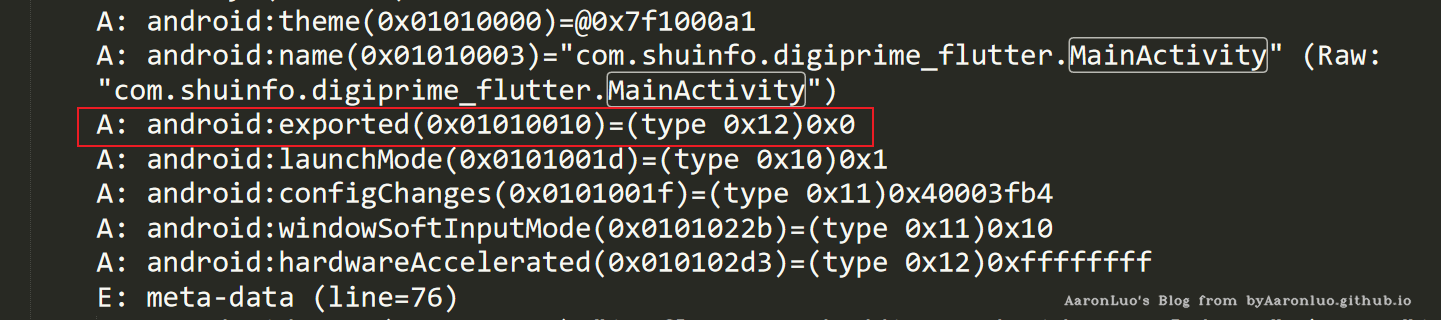 A: android:theme(0x01010000)=@0x7f1000a1
A: android:name(0x01010003)="com.shuinfo.digiprime_flutter.MainActivity" (Raw:
"com.shuinfo.digiprime_flutter.MainActivity")
A: android:exported(0x01010010)=(type 0x12)0x0
A: android:launchMode(0x0101001d)=(type 0x10)0x1
A: android:configChanges(0x0101001f)=(type 0x11)0x40003fb4
A: android:windowSoftInputMode(0x0101022b)=(type 0x11)0x10
A: android:hardwareAccelerated(0x010102d3)=(type 0x12)0xffffffff
E: meta-data (line=76)
AaronLuo's Blog from byAaronluo.github.io